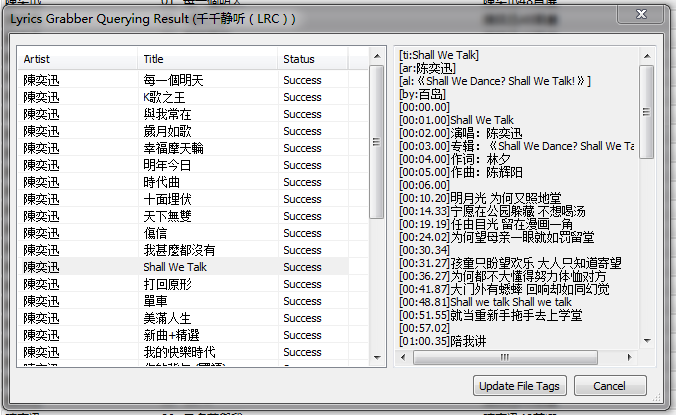 Lyrics Grabber Querying Result (千千静听（LRC）)
Artist Title Status
陳奕迅 每一個明天 Success
陳奕迅 K歌之王 Success
陳奕迅 與我常在 Success
陳奕迅 歲月如歌 Success
陳奕迅 幸福摩天輪 Success
陳奕迅 明年今日 Success
陳奕迅 時代曲 Success
陳奕迅 十面埋伏 Success
陳奕迅 天下無雙 Success
陳奕迅 傷信 Success
陳奕迅 我甚麼都沒有 Success
陳奕迅 Shall We Talk Success
陳奕迅 打回原形 Success
陳奕迅 單車 Success
陳奕迅 美滿人生 Success
陳奕迅 新曲+精選 Success
陳奕迅 我的快樂時代 Success
[ti:Shall We Talk]
[ar:陈奕迅]
[al:《Shall We Dance? Shall We Talk!》]
[by:百岛]
[00:00.00]
[00:01.00]Shall We Talk
[00:02.00]演唱：陈奕迅
[00:03.00]专辑：《Shall We Dance? Shall We Ta
[00:04.00]作词：林夕
[00:05.00]作曲：陈辉阳
[00:06.00]
[00:10.20]明月光 为何又照地堂
[00:14.33]宁愿在公园躲藏 不想喝汤
[00:19.19]任由目光 留在漫画一角
[00:24.02]为何望母亲一眼就如罚留堂
[00:30.34]
[00:31.27]孩童只盼望欢乐 大人只知道寄望
[00:36.27]为何都不大懂得努力体恤对方
[00:41.87]大门外有蟋蟀 回响却如同幻觉
[00:48.81]Shall we talk Shall we talk
[00:51.55]就当重新手拖手去上学堂
[00:57.02]
[01:00.35]陪我讲
Update File Tags
Cancel